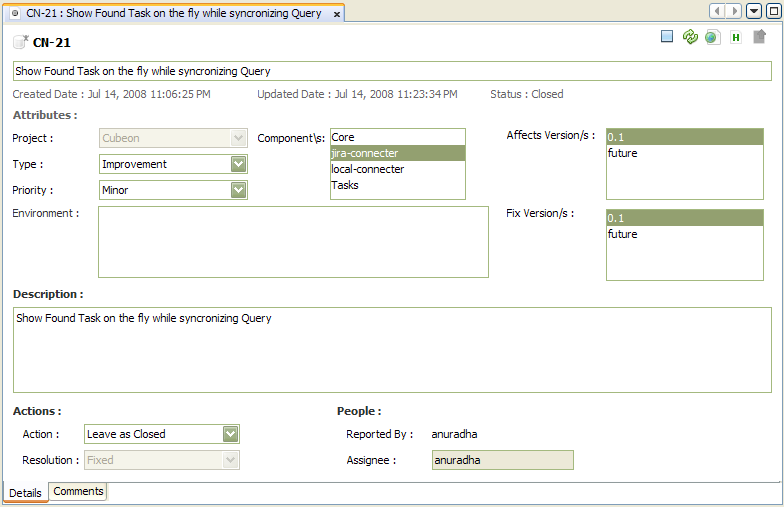 CN-21 : Show Found Task on the fly while syncronizing Query x
CN-21
H
Show Found Task on the fly while syncronizing Query
Created Date : Jul 14, 2008 11:06:25 PM Updated Date : Jul 14, 2008 11:23:34 PM Status : Closed
Attributes :
Project : Cubeon
Type : Improvement
Priority : Minor
Component\s: Core
jira-connecter
local-connecter
Tasks
Affects Version/s : 0.1
future
Environment :
Fix Version/s : 0.1
future
Description :
Show Found Task on the fly while syncronizing Query
Actions :
Action : Leave as Closed
Resolution : Fixed
People :
Reported By : anuradha
Assignee : anuradha
Details Comments